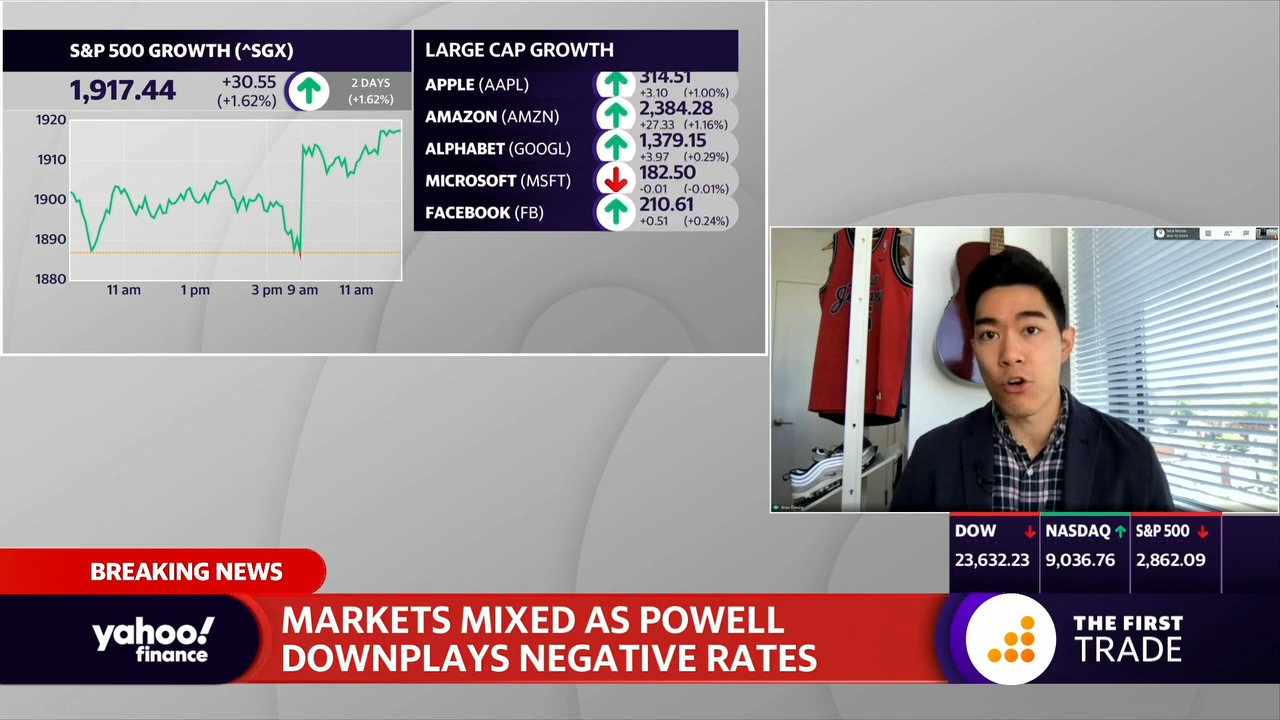 S&P 500 GROWTH (^SGX)
1,917.44
+30.55
(+1.62%)
2 DAYS
(+1.62%)
1920
1910
1900
1890
1880
11 am
1 pm
3 pm
9 am
11 am
LARGE CAP GROWTH
APPLE (AAPL)
314.51
+3.10 (+1.00%)
AMAZON (AMZN)
2,384.28
+27.33 (+1.16%)
ALPHABET (GOOGL)
1,379.15
+3.97 (+0.29%)
MICROSOFT (MSFT)
182.50
-0.01 (-0.01%)
FACEBOOK (FB)
210.61
+0.51 (+0.24%)
DOW
23,632.23
NASDAQ
9,036.76
S&P 500
2,862.09
BREAKING NEWS
yahoo!
finance
MARKETS MIXED AS POWELL
DOWNPLAYS NEGATIVE RATES
THE FIRST
TRADE